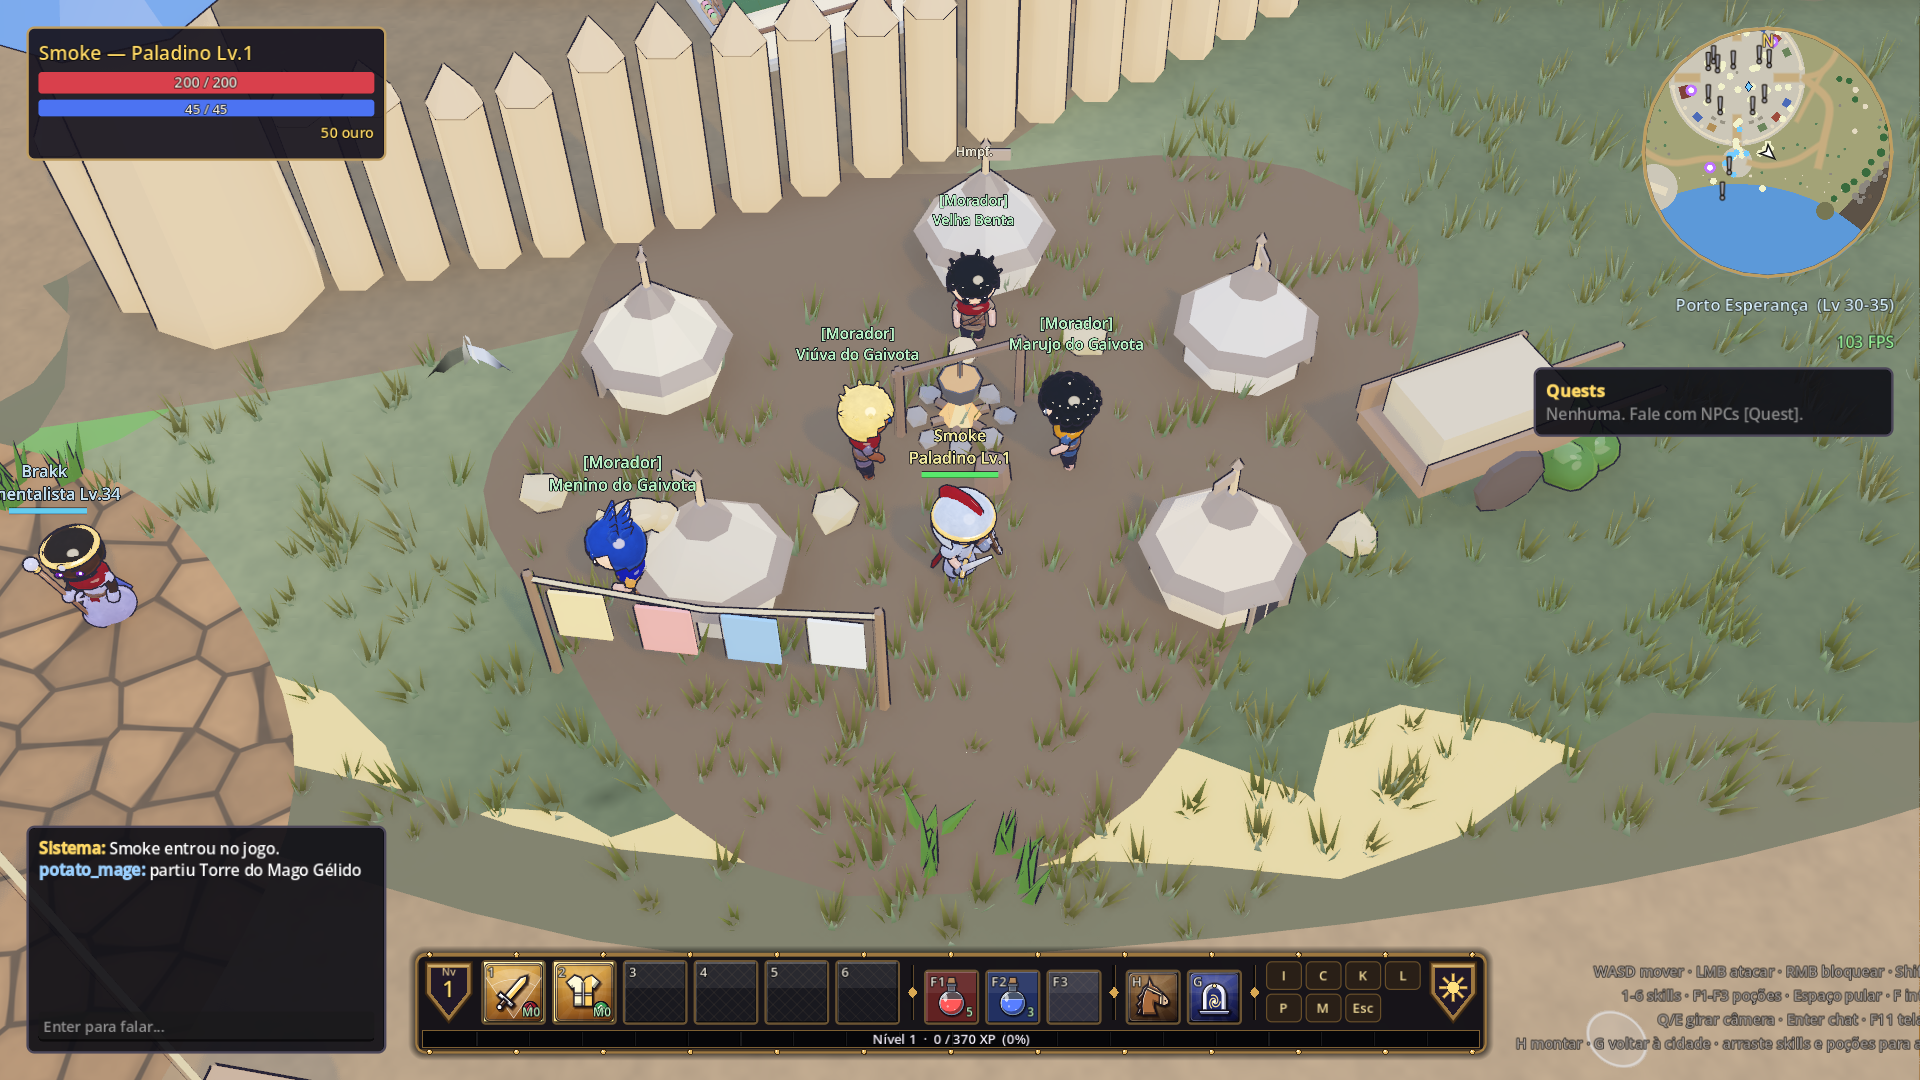 Smoke — Paladino Lv.1
200 / 200
45 / 45
50 ouro
N
Porto Esperança (Lv 30-35)
103 FPS
Quests
Nenhuma. Fale com NPCs [Quest].
Hmpf.
[Morador]
Velha Benta
[Morador]
Viúva do Gaivota
[Morador]
Marujo do Gaivota
[Morador]
Menino do Gaivota
Smoke
Paladino Lv.1
Brakk
mentalista Lv.34
Sistema: Smoke entrou no jogo.
potato_mage: partiu Torre do Mago Gélido
Enter para falar...
Nv
1
1
M0
2
M0
3
4
5
6
F1
5
F2
3
F3
H
G
I
C
K
L
P
M
Esc
Nível 1 · 0 / 370 XP (0%)
WASD mover · LMB atacar · RMB bloquear · Shi
1-6 skills · F1-F3 poções · Espaço pular · F in
Q/E girar câmera · Enter chat · F11 tela
H montar · G voltar à cidade · arraste skills e poções para a